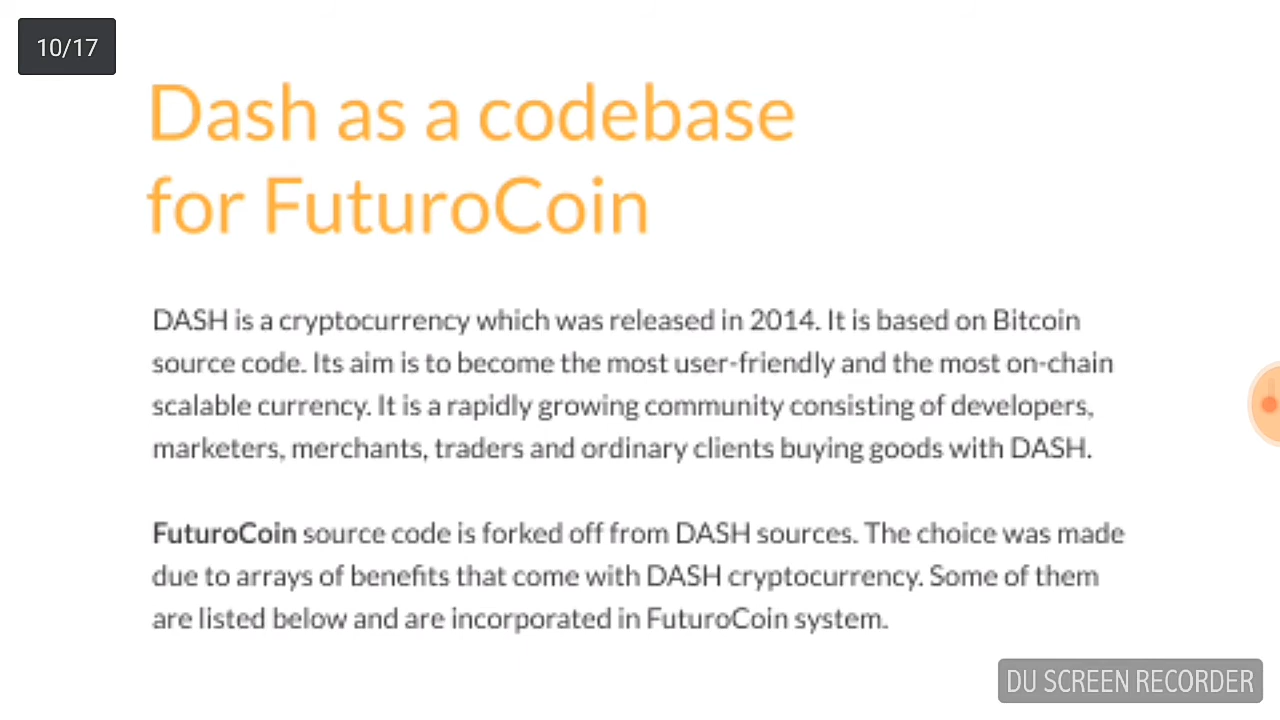 10/17
Dash as a codebase
for FuturoCoin
DASH is a cryptocurrency which was released in 2014. It is based on Bitcoin
source code. Its aim is to become the most user-friendly and the most on-chain
scalable currency. It is a rapidly growing community consisting of developers,
marketers, merchants, traders and ordinary clients buying goods with DASH.
FuturoCoin source code is forked off from DASH sources. The choice was made
due to arrays of benefits that come with DASH cryptocurrency. Some of them
are listed below and are incorporated in FuturoCoin system.
DU SCREEN RECORDER